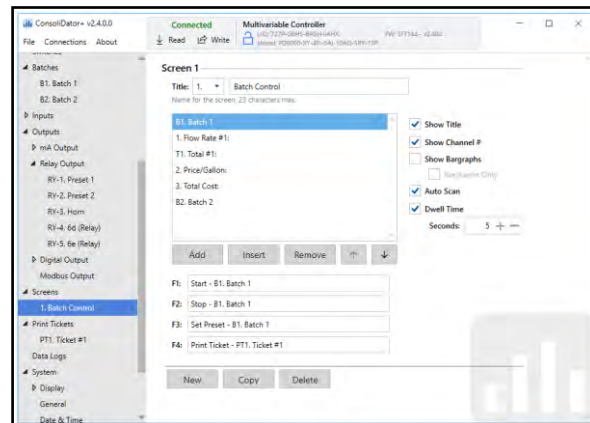 ConsoliDator+ v2.4.0.0
File Connections About
Connected
Read Write
Multivariable Controller
Batches
B1. Batch 1
B2. Batch 2
Inputs
Outputs
mA Output
Relay Output
RY-1. Preset 1
RY-2. Preset 2
RY-3. Horn
RY-4. 6d (Relay)
RY-5. 6e (Relay)
Digital Output
Modbus Output
Screens
1. Batch Control
Print Tickets
PT1. Ticket #1
Data Logs
System
Display
General
Date & Time
Screen 1
Title: 1. Batch Control
Name for the screen, 23 characters max.
B1. Batch 1
1. Flow Rate #1:
T1. Total #1:
2. Price/Gallon:
3. Total Cost:
B2. Batch 2
Add Insert Remove
Show Title
Show Channel #
Show Bargraphs
Auto Scan
Dwell Time
Seconds: 5
F1: Start - B1. Batch 1
F2: Stop - B1. Batch 1
F3: Set Preset - B1. Batch 1
F4: Print Ticket - PT1. Ticket #1
New Copy Delete